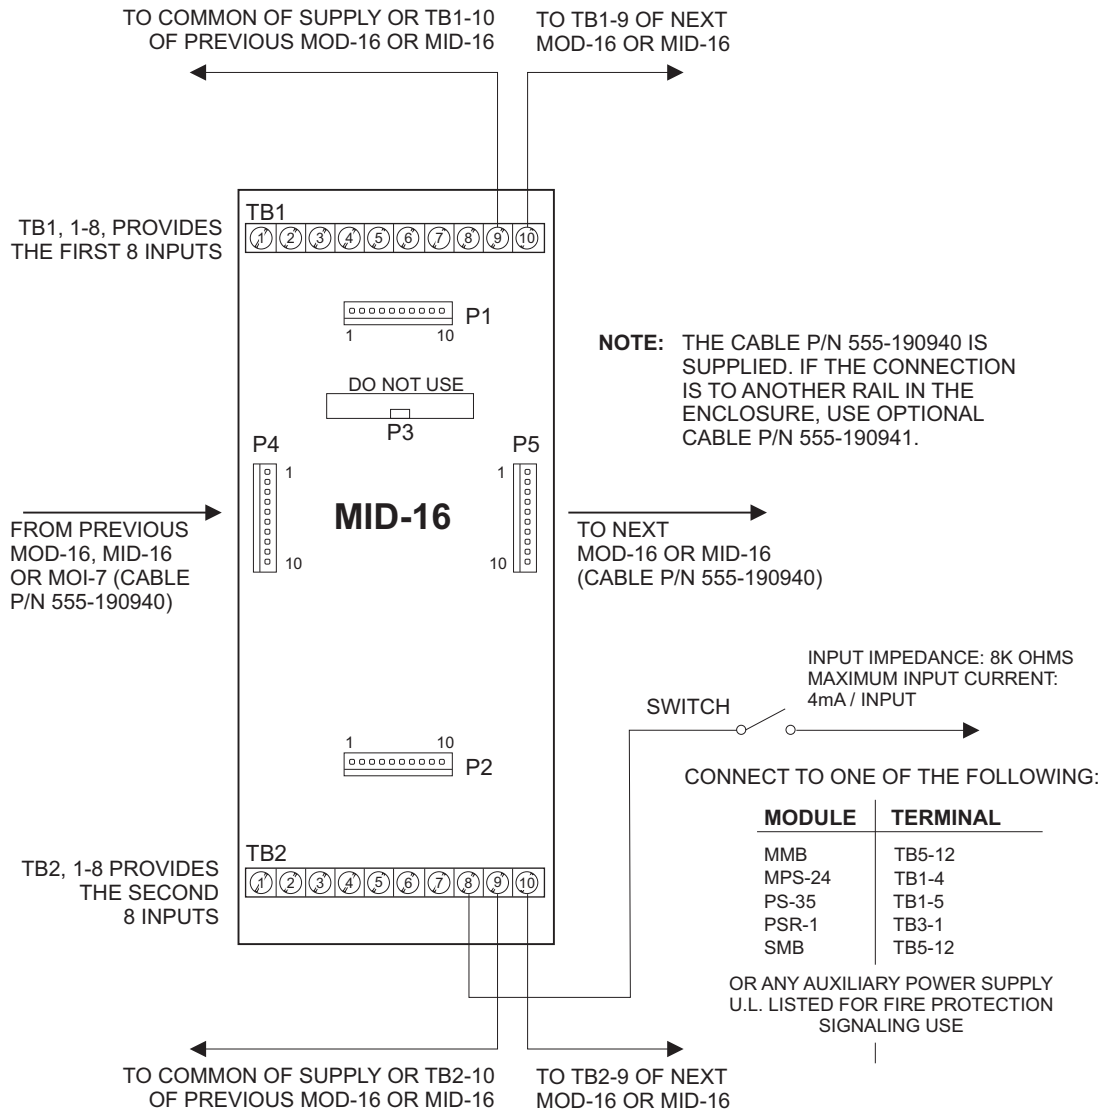 TO COMMON OF SUPPLY OR TB1-10
OF PREVIOUS MOD-16 OR MID-16
TO TB1-9 OF NEXT
MOD-16 OR MID-16
TB1, 1-8, PROVIDES
THE FIRST 8 INPUTS
TB1
1 2 3 4 5 6 7 8 9 10
P1
1 10
NOTE: THE CABLE P/N 555-190940 IS
SUPPLIED. IF THE CONNECTION
IS TO ANOTHER RAIL IN THE
ENCLOSURE, USE OPTIONAL
CABLE P/N 555-190941.
DO NOT USE
P3
P4
1
10
P5
1
10
MID-16
FROM PREVIOUS
MOD-16, MID-16
OR MOI-7 (CABLE
P/N 555-190940)
TO NEXT
MOD-16 OR MID-16
(CABLE P/N 555-190940)
INPUT IMPEDANCE: 8K OHMS
MAXIMUM INPUT CURRENT:
4mA / INPUT
SWITCH
1 10
P2
CONNECT TO ONE OF THE FOLLOWING:
MODULE TERMINAL
MMB TB5-12
MPS-24 TB1-4
PS-35 TB1-5
PSR-1 TB3-1
SMB TB5-12
OR ANY AUXILIARY POWER SUPPLY
U.L. LISTED FOR FIRE PROTECTION
SIGNALING USE
TB2, 1-8 PROVIDES
THE SECOND
8 INPUTS
TB2
1 2 3 4 5 6 7 8 9 10
TO COMMON OF SUPPLY OR TB2-10
OF PREVIOUS MOD-16 OR MID-16
TO TB2-9 OF NEXT
MOD-16 OR MID-16